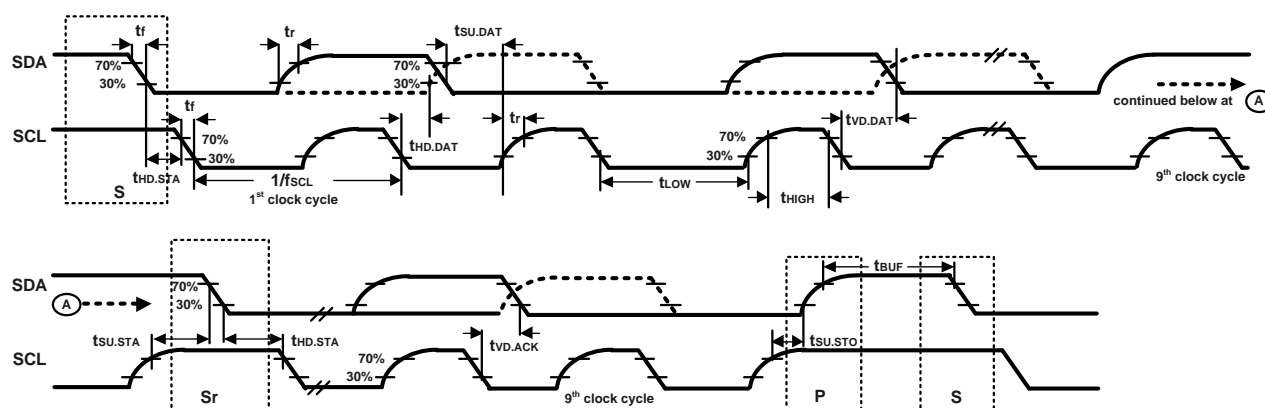 tf
tr
tSU.DAT
SDA
70%
30%
70%
30%
continued below at A
tf
tr
tVD.DAT
SCL
70%
30%
tHD.DAT
70%
30%
tHD.STA
1/fSCL
tLOW
tHIGH
S
1st clock cycle
9th clock cycle
SDA
70%
30%
A
tBUF
tSU.STA
tHD.STA
tVD.ACK
tSU.STO
SCL
70%
30%
Sr
9th clock cycle
P
S